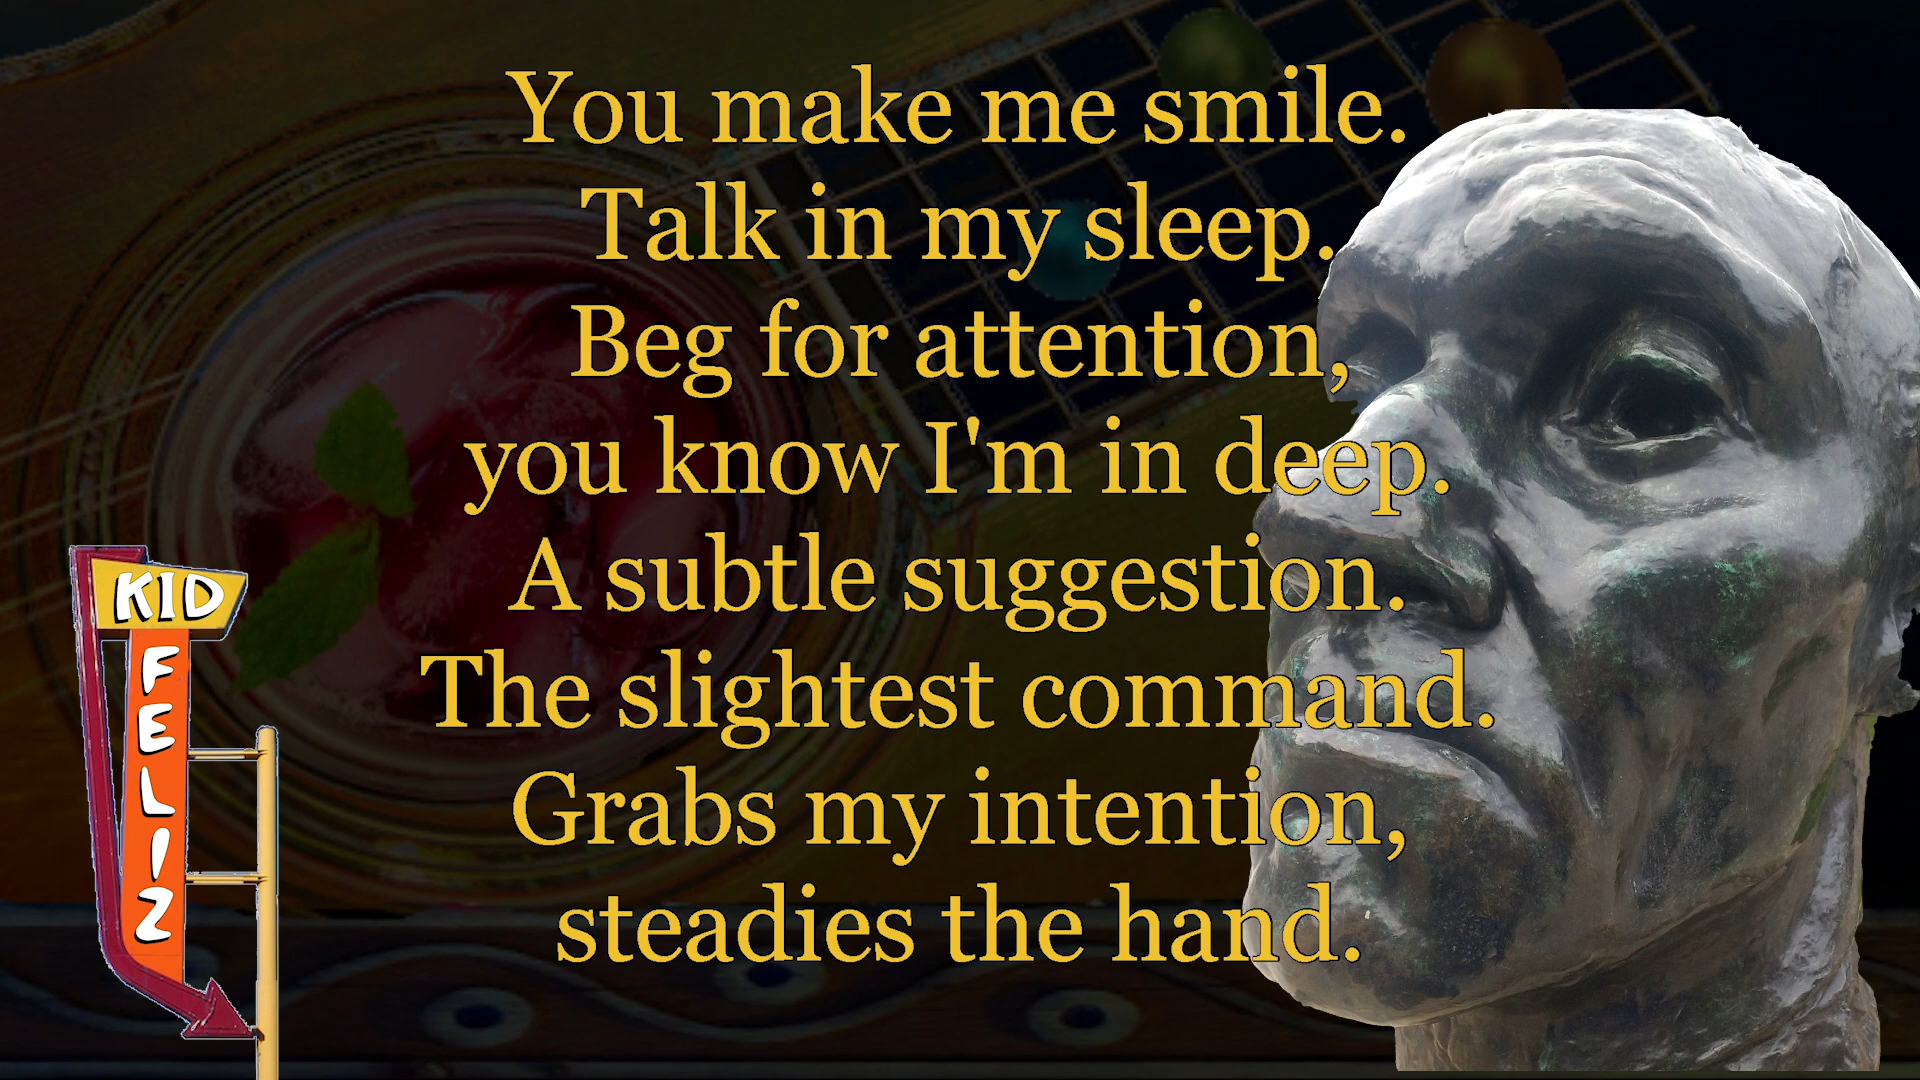 You make me smile.
Talk in my sleep.
Beg for attention,
you know I'm in deep.
A subtle suggestion.
The slightest command.
Grabs my intention,
steadies the hand.
KID
FELIZ